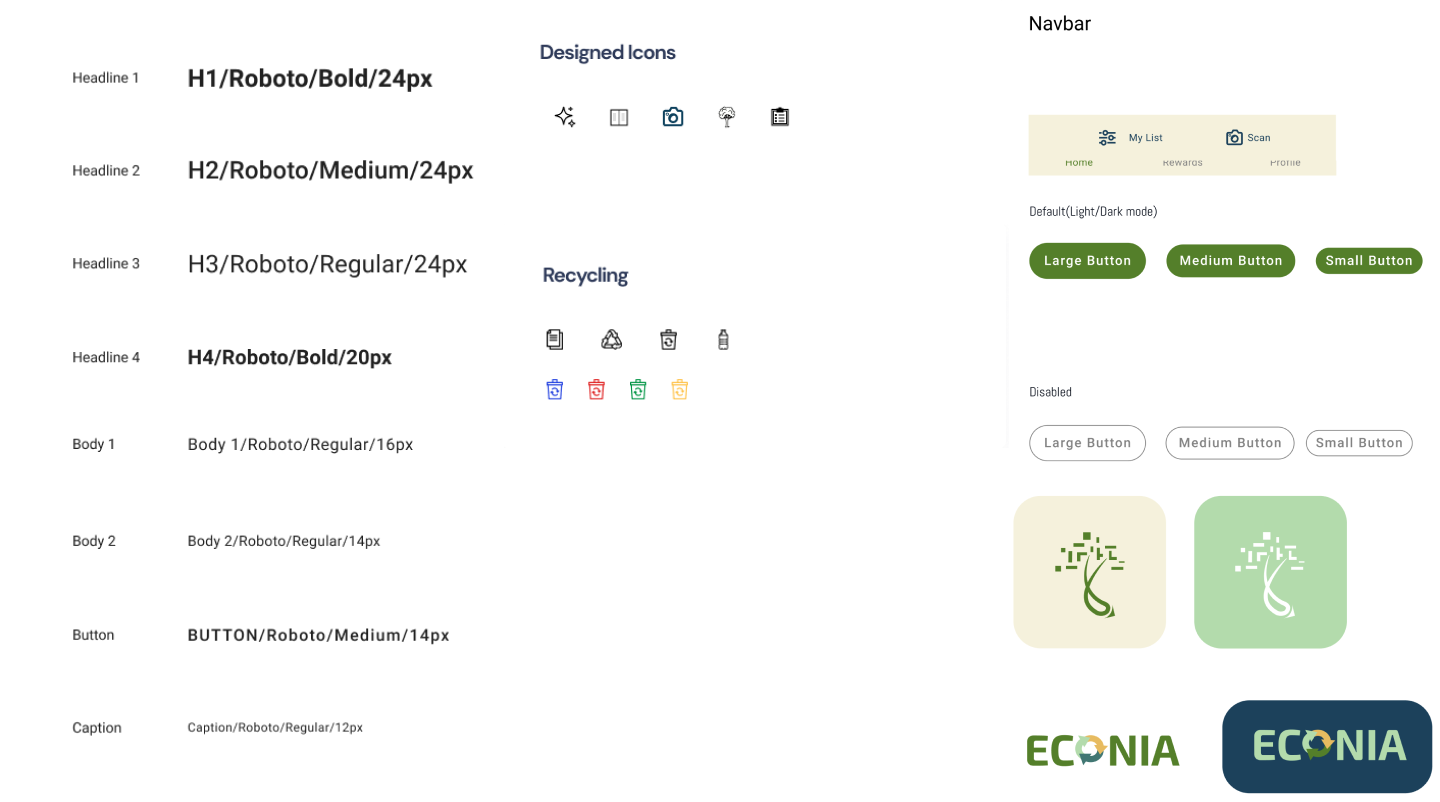 Headline 1
H1/Roboto/Bold/24px
Headline 2
H2/Roboto/Medium/24px
Headline 3
H3/Roboto/Regular/24px
Headline 4
H4/Roboto/Bold/20px
Body 1
Body 1/Roboto/Regular/16px
Body 2
Body 2/Roboto/Regular/14px
Button
BUTTON/Roboto/Medium/14px
Caption
Caption/Roboto/Regular/12px
Designed Icons
Recycling
Navbar
My List
Scan
Home
Rewards
Profile
Default(Light/Dark mode)
Large Button
Medium Button
Small Button
Disabled
Large Button
Medium Button
Small Button
ECONIA
ECONIA